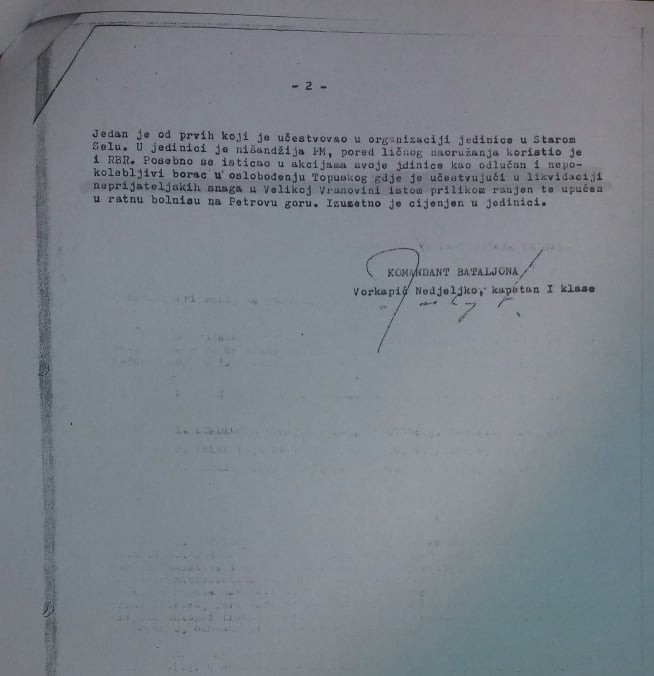 - 2 -
Jedan je od prvih koji je učestvovao u organizaciji jedinice u Starom
Selu. U jedinici je nišandžija PM, pored ličnog naoružanja koristio je
i RBR. Posebno se isticao u akcijama svoje jdinice kao odlučan i nepo-
kolebljivi borac u oslobođenju Topuskog gdje je učestvujući u likvidaciji
neprijateljskih snaga u Velikoj Vranovini istom prilikom ranjen te upućen
u ratnu bolnisu na Petrovu goru. Izuzetno je cijenjen u jedinici.
KOMANDANT BATALJONA
Vorkapić Nedjeljko, kapetan I klase